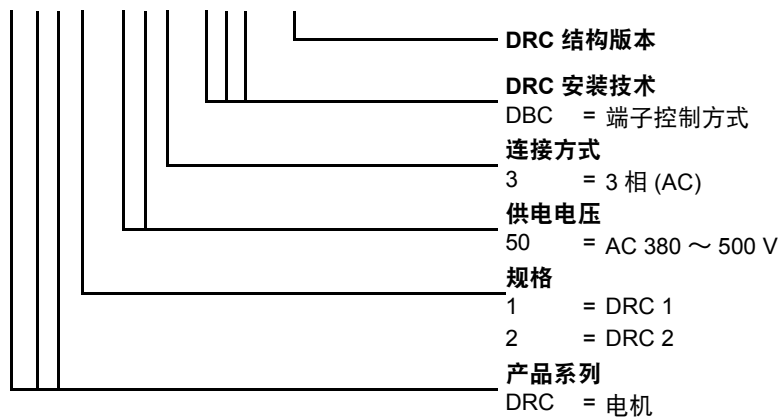 DRC 结构版本
DRC 安装技术
DBC = 端子控制方式
连接方式
3 = 3 相 (AC)
供电电压
50 = AC 380 ～ 500 V
规格
1 = DRC 1
2 = DRC 2
产品系列
DRC = 电机